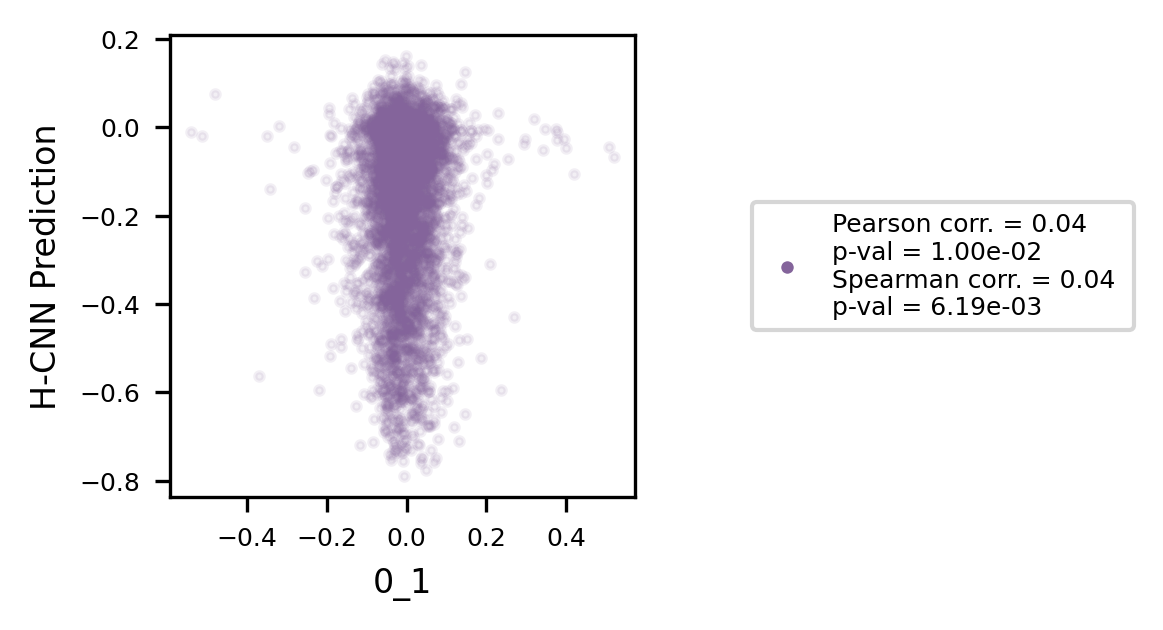 H-CNN Prediction
0.2
0.0
−0.2
−0.4
−0.6
−0.8
−0.4 −0.2 0.0 0.2 0.4
0_1
Pearson corr. = 0.04
p-val = 1.00e-02
Spearman corr. = 0.04
p-val = 6.19e-03